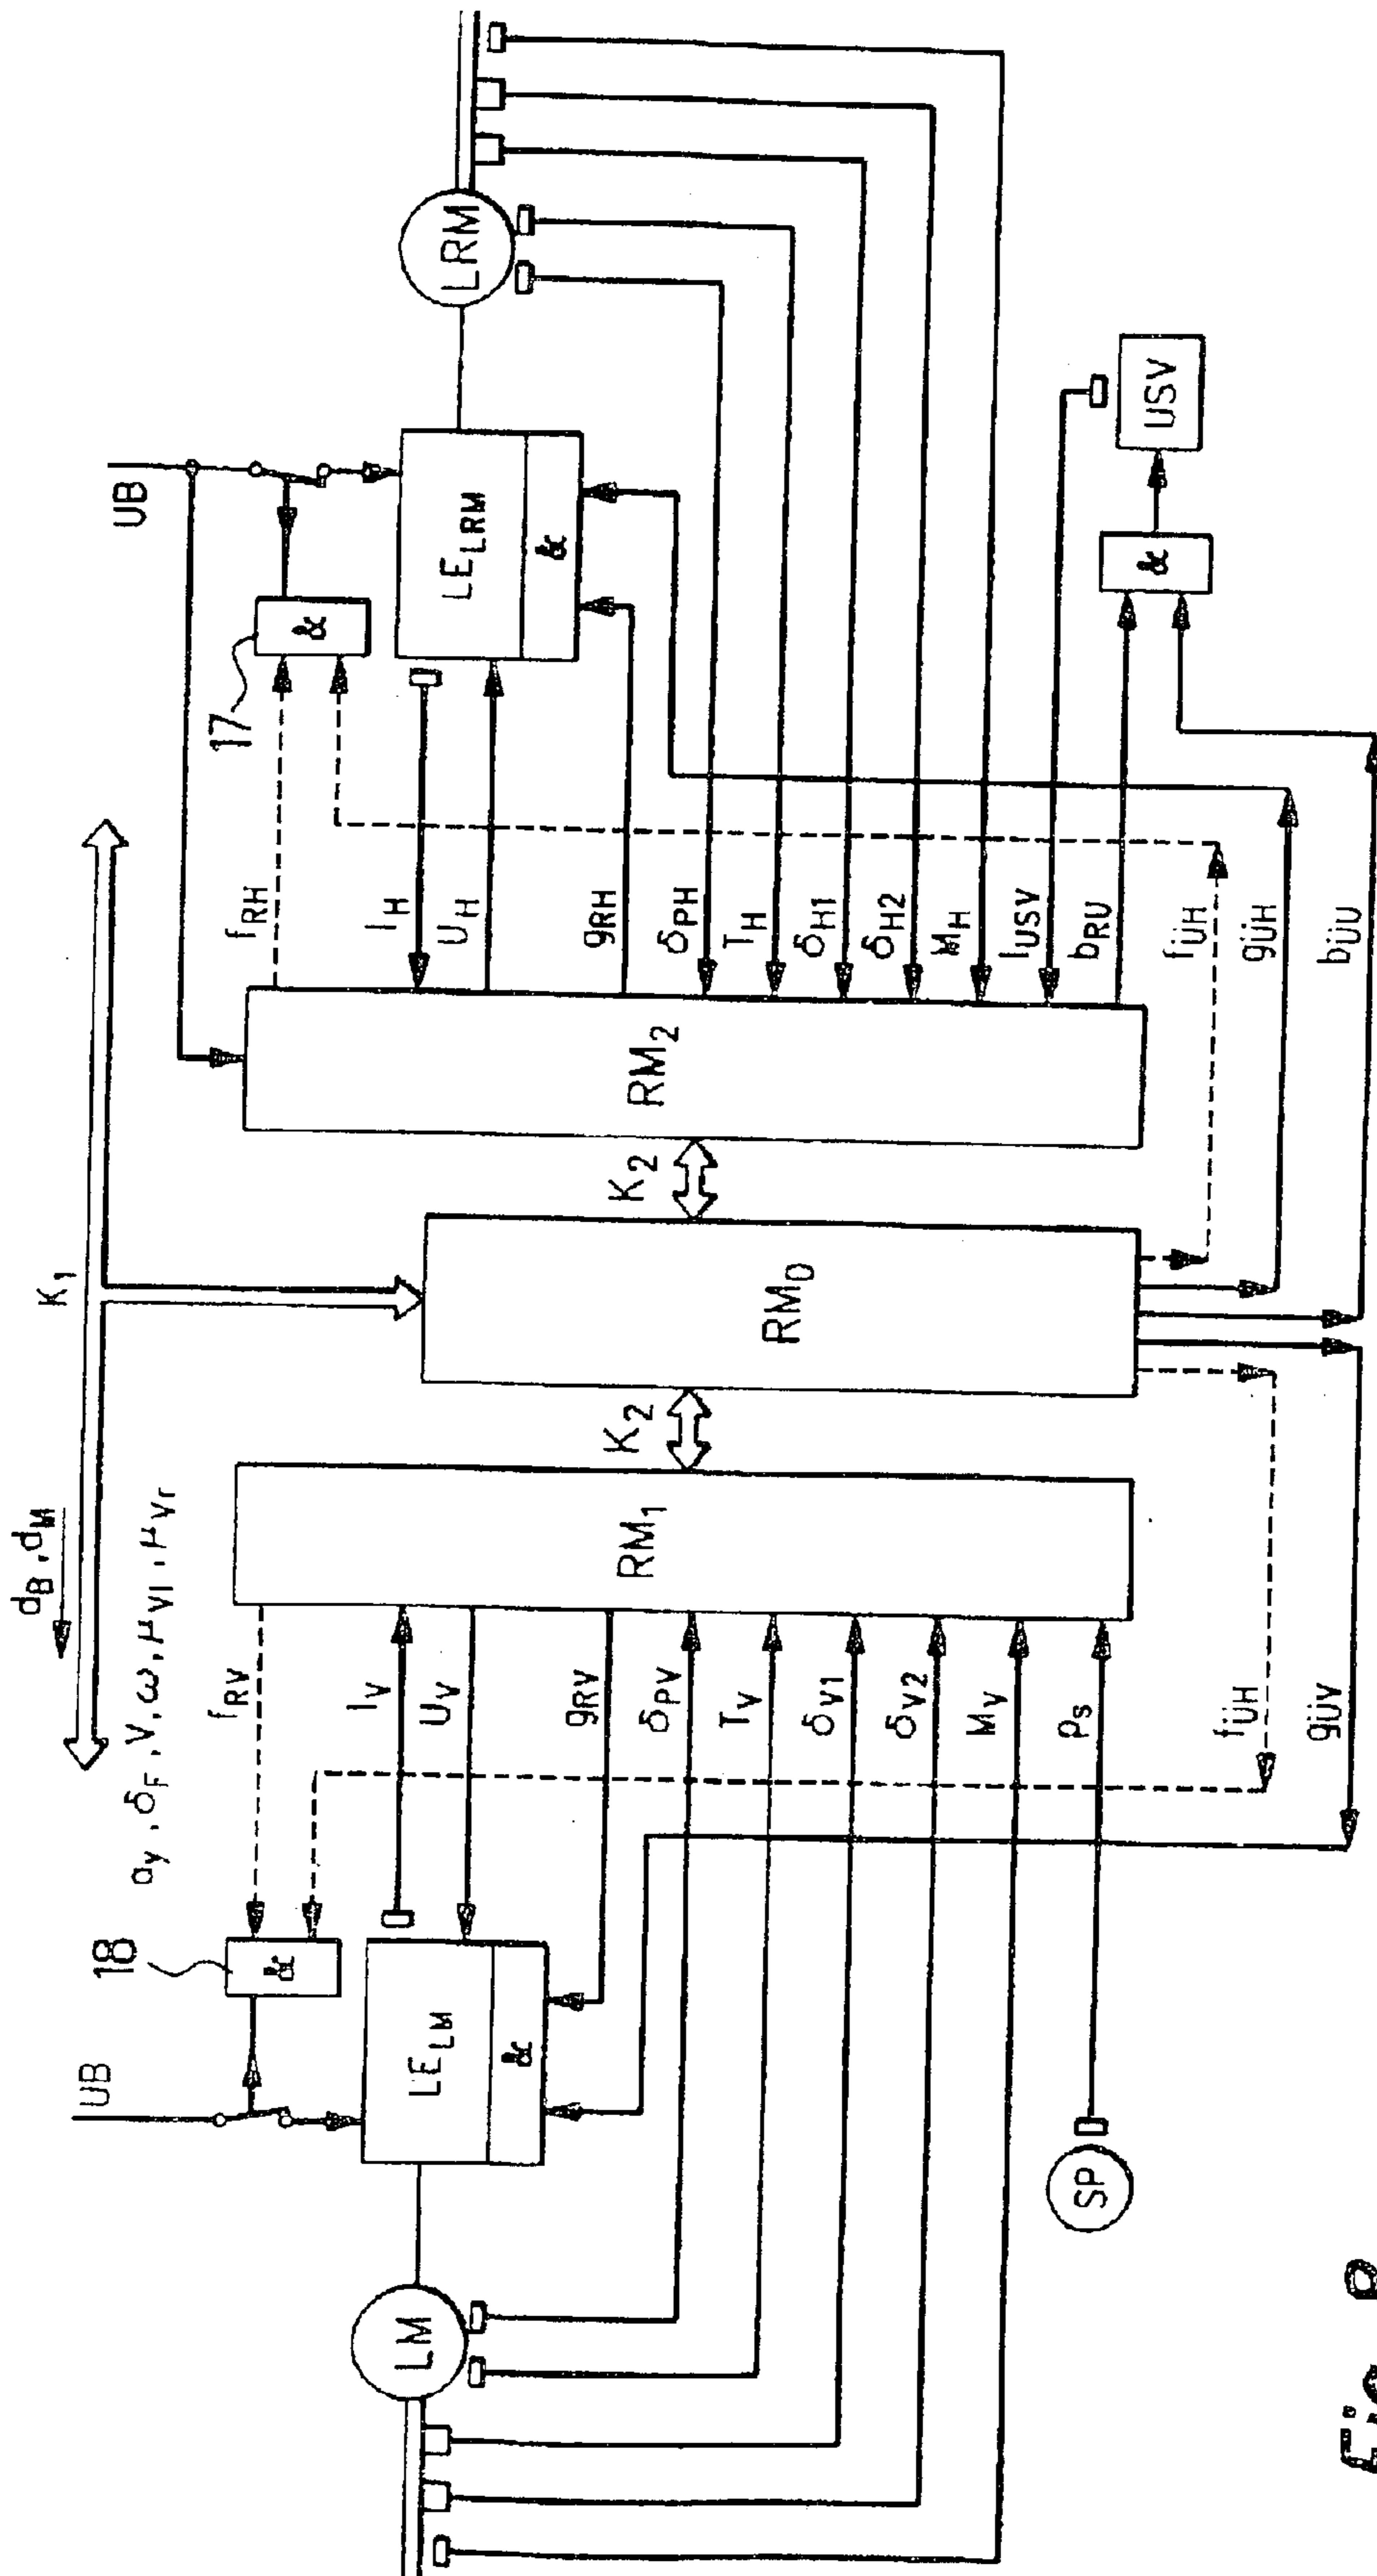 K₁
d_B, d_M
a_y, δ_F, V, ω, μ_Vl, μ_Vr
UB
18
&
f_RV
LE_LM
&
LM
I_V
U_V
g_RV
δ_PV
T_V
δ_V1
δ_V2
M_V
p_s
SP
f_ÜH
g_ÜV
RM₁
K₂
RM₀
K₂
RM₂
UB
17
&
f_RH
LE_LRM
&
LRM
I_H
U_H
g_RH
δ_PH
T_H
δ_H1
δ_H2
M_H
I_USV
b_RU
&
USV
f_ÜH
g_ÜH
b_ÜU